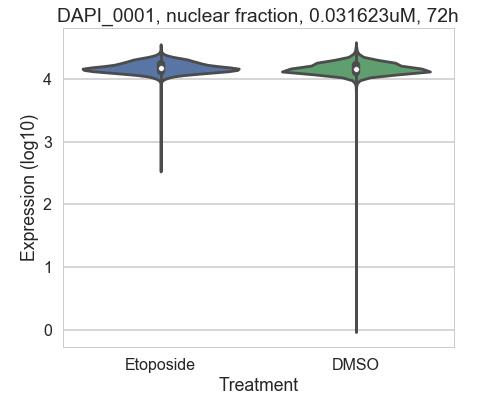 DAPI_0001, nuclear fraction, 0.031623uM, 72h
Expression (log10)
4
3
2
1
0
Etoposide
DMSO
Treatment